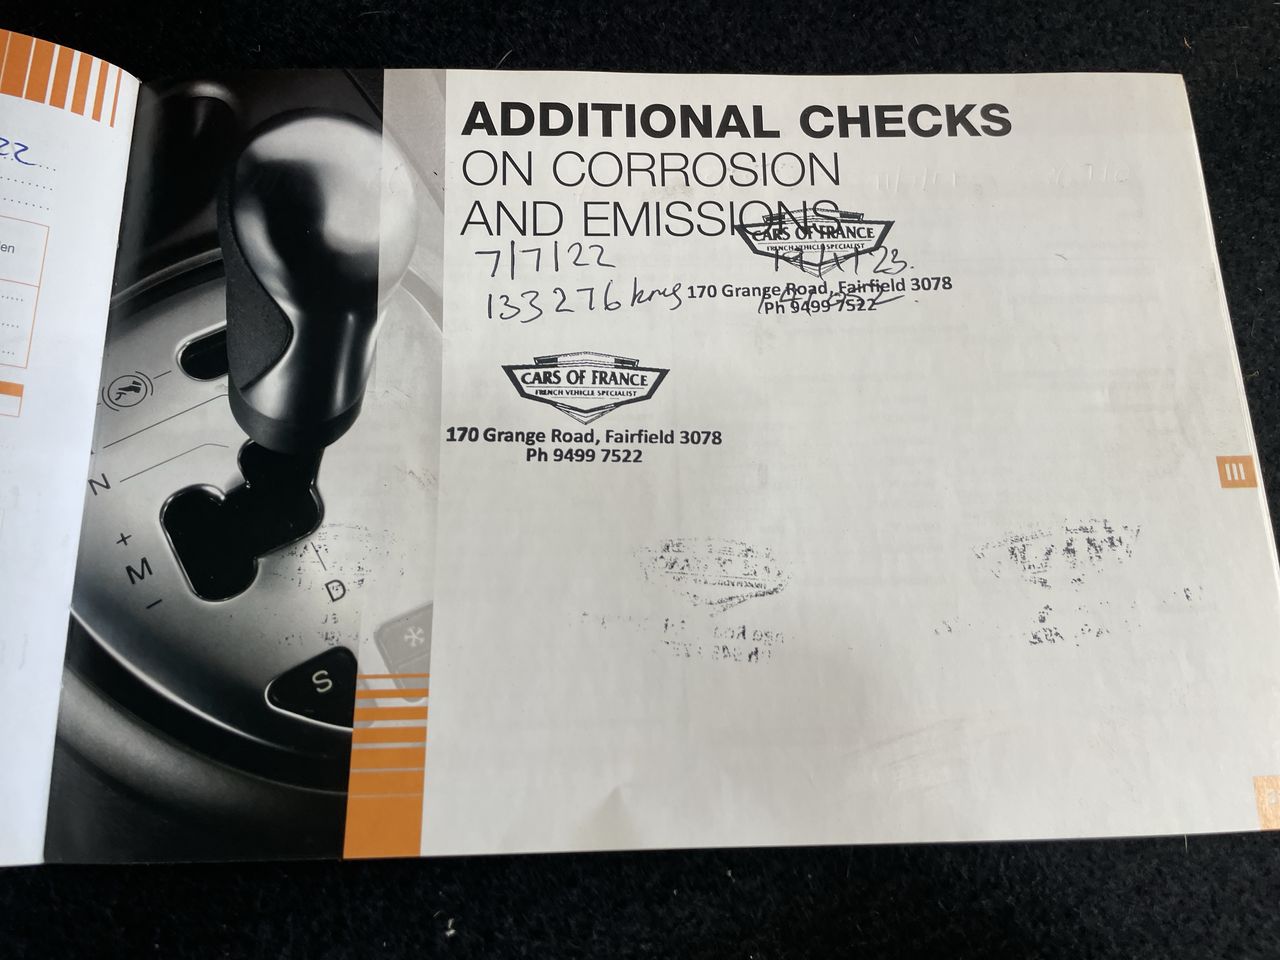 22
en
ADDITIONAL CHECKS
ON CORROSION
AND EMISSIONS
7/7/22
133276 kms
CARS OF FRANCE
FRENCH VEHICLE SPECIALIST
170 Grange Road, Fairfield 3078
Ph 9499 7522
CARS OF FRANCE
FRENCH VEHICLE SPECIALIST
170 Grange Road, Fairfield 3078
Ph 9499 7522
N
+
M
–
D
S
III